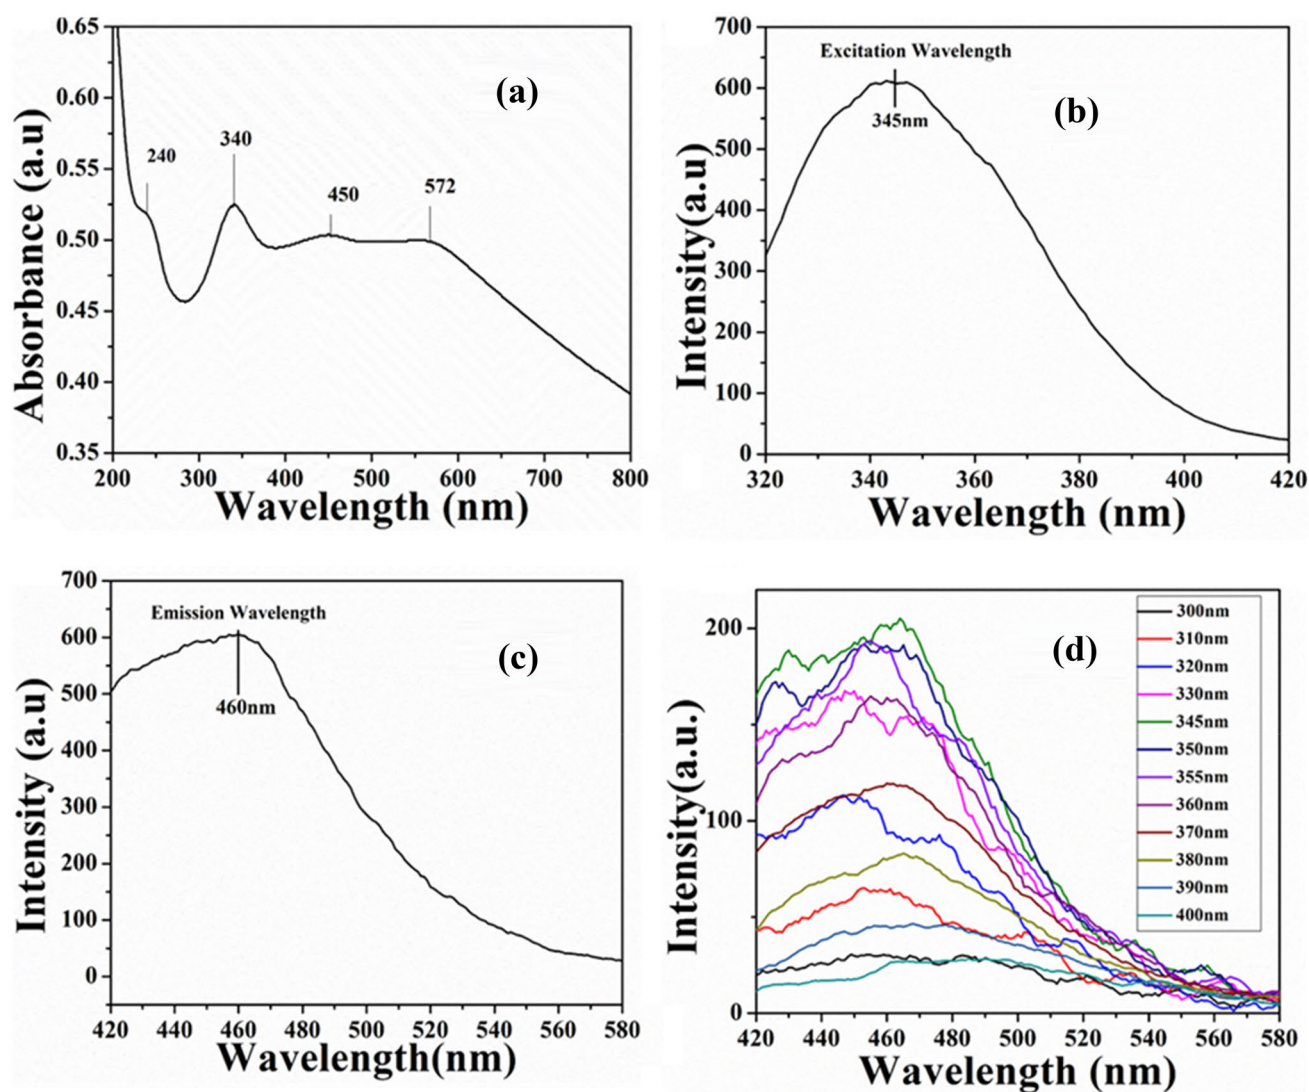 (a)
240
340
450
572
0.65
0.60
0.55
0.50
0.45
0.40
0.35
200 300 400 500 600 700 800
Absorbance (a.u)
Wavelength (nm)
(b)
Excitation Wavelength
345nm
700
600
500
400
300
200
100
0
320 340 360 380 400 420
Intensity(a.u)
Wavelength (nm)
(c)
Emission Wavelength
460nm
700
600
500
400
300
200
100
0
420 440 460 480 500 520 540 560 580
Intensity (a.u)
Wavelength(nm)
(d)
300nm
310nm
320nm
330nm
345nm
350nm
355nm
360nm
370nm
380nm
390nm
400nm
200
100
0
420 440 460 480 500 520 540 560 580
Intensity(a.u.)
Wavelength (nm)